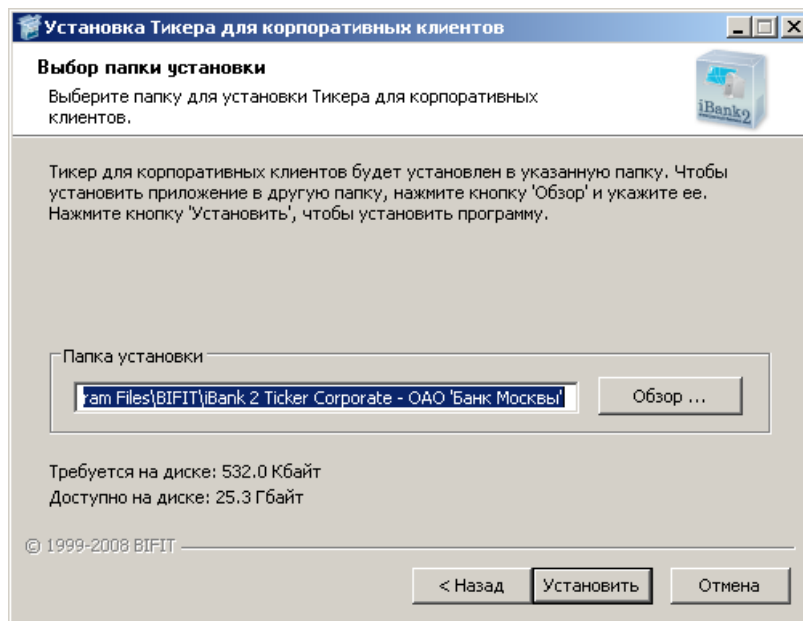 Установка Тикера для корпоративных клиентов
Выбор папки установки
Выберите папку для установки Тикера для корпоративных
клиентов.
iBank2
Тикер для корпоративных клиентов будет установлен в указанную папку. Чтобы
установить приложение в другую папку, нажмите кнопку 'Обзор' и укажите ее.
Нажмите кнопку 'Установить', чтобы установить программу.
Папка установки
ram Files\BIFIT\iBank 2 Ticker Corporate - ОАО 'Банк Москвы'
Обзор ...
Требуется на диске: 532.0 Кбайт
Доступно на диске: 25.3 Гбайт
© 1999-2008 BIFIT
< Назад
Установить
Отмена